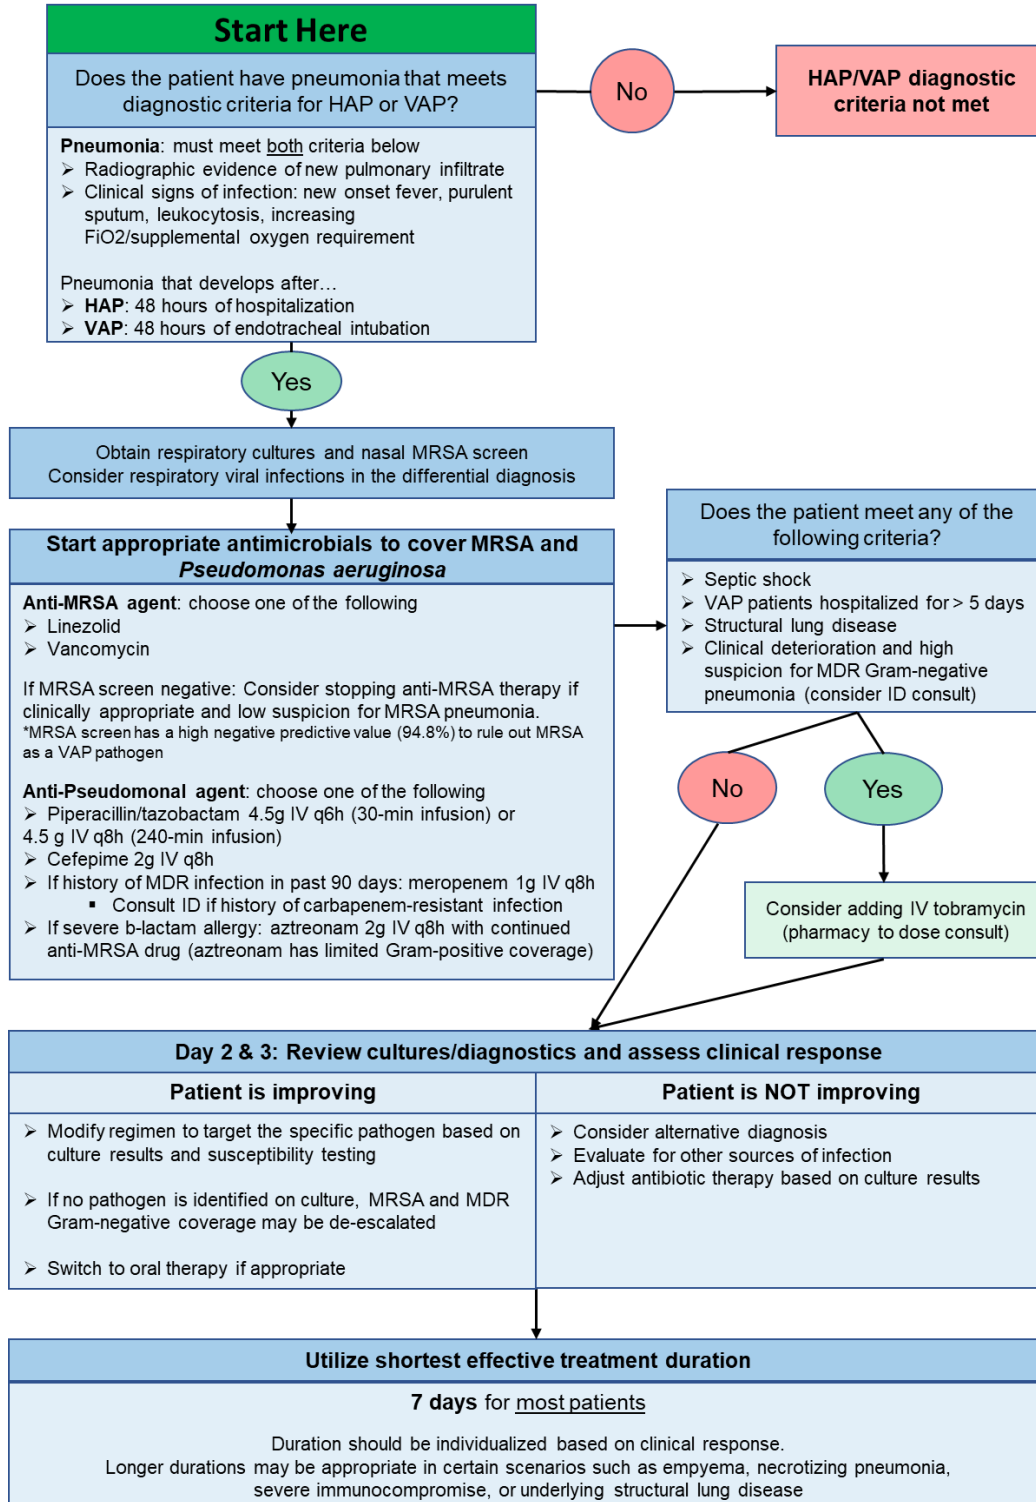 Start Here
Does the patient have pneumonia that meets
diagnostic criteria for HAP or VAP?
No
HAP/VAP diagnostic
criteria not met
Pneumonia: must meet both criteria below
➢ Radiographic evidence of new pulmonary infiltrate
➢ Clinical signs of infection: new onset fever, purulent
sputum, leukocytosis, increasing
FiO2/supplemental oxygen requirement
Pneumonia that develops after…
➢ HAP: 48 hours of hospitalization
➢ VAP: 48 hours of endotracheal intubation
Yes
Obtain respiratory cultures and nasal MRSA screen
Consider respiratory viral infections in the differential diagnosis
Start appropriate antimicrobials to cover MRSA and
Pseudomonas aeruginosa
Anti-MRSA agent: choose one of the following
➢ Linezolid
➢ Vancomycin
If MRSA screen negative: Consider stopping anti-MRSA therapy if
clinically appropriate and low suspicion for MRSA pneumonia.
*MRSA screen has a high negative predictive value (94.8%) to rule out MRSA
as a VAP pathogen
Anti-Pseudomonal agent: choose one of the following
➢ Piperacillin/tazobactam 4.5g IV q6h (30-min infusion) or
4.5 g IV q8h (240-min infusion)
➢ Cefepime 2g IV q8h
➢ If history of MDR infection in past 90 days: meropenem 1g IV q8h
▪ Consult ID if history of carbapenem-resistant infection
➢ If severe b-lactam allergy: aztreonam 2g IV q8h with continued
anti-MRSA drug (aztreonam has limited Gram-positive coverage)
Does the patient meet any of the
following criteria?
➢ Septic shock
➢ VAP patients hospitalized for > 5 days
➢ Structural lung disease
➢ Clinical deterioration and high
suspicion for MDR Gram-negative
pneumonia (consider ID consult)
No
Yes
Consider adding IV tobramycin
(pharmacy to dose consult)
Day 2 & 3: Review cultures/diagnostics and assess clinical response
Patient is improving
➢ Modify regimen to target the specific pathogen based on
culture results and susceptibility testing
➢ If no pathogen is identified on culture, MRSA and MDR
Gram-negative coverage may be de-escalated
➢ Switch to oral therapy if appropriate
Patient is NOT improving
➢ Consider alternative diagnosis
➢ Evaluate for other sources of infection
➢ Adjust antibiotic therapy based on culture results
Utilize shortest effective treatment duration
7 days for most patients
Duration should be individualized based on clinical response.
Longer durations may be appropriate in certain scenarios such as empyema, necrotizing pneumonia,
severe immunocompromise, or underlying structural lung disease